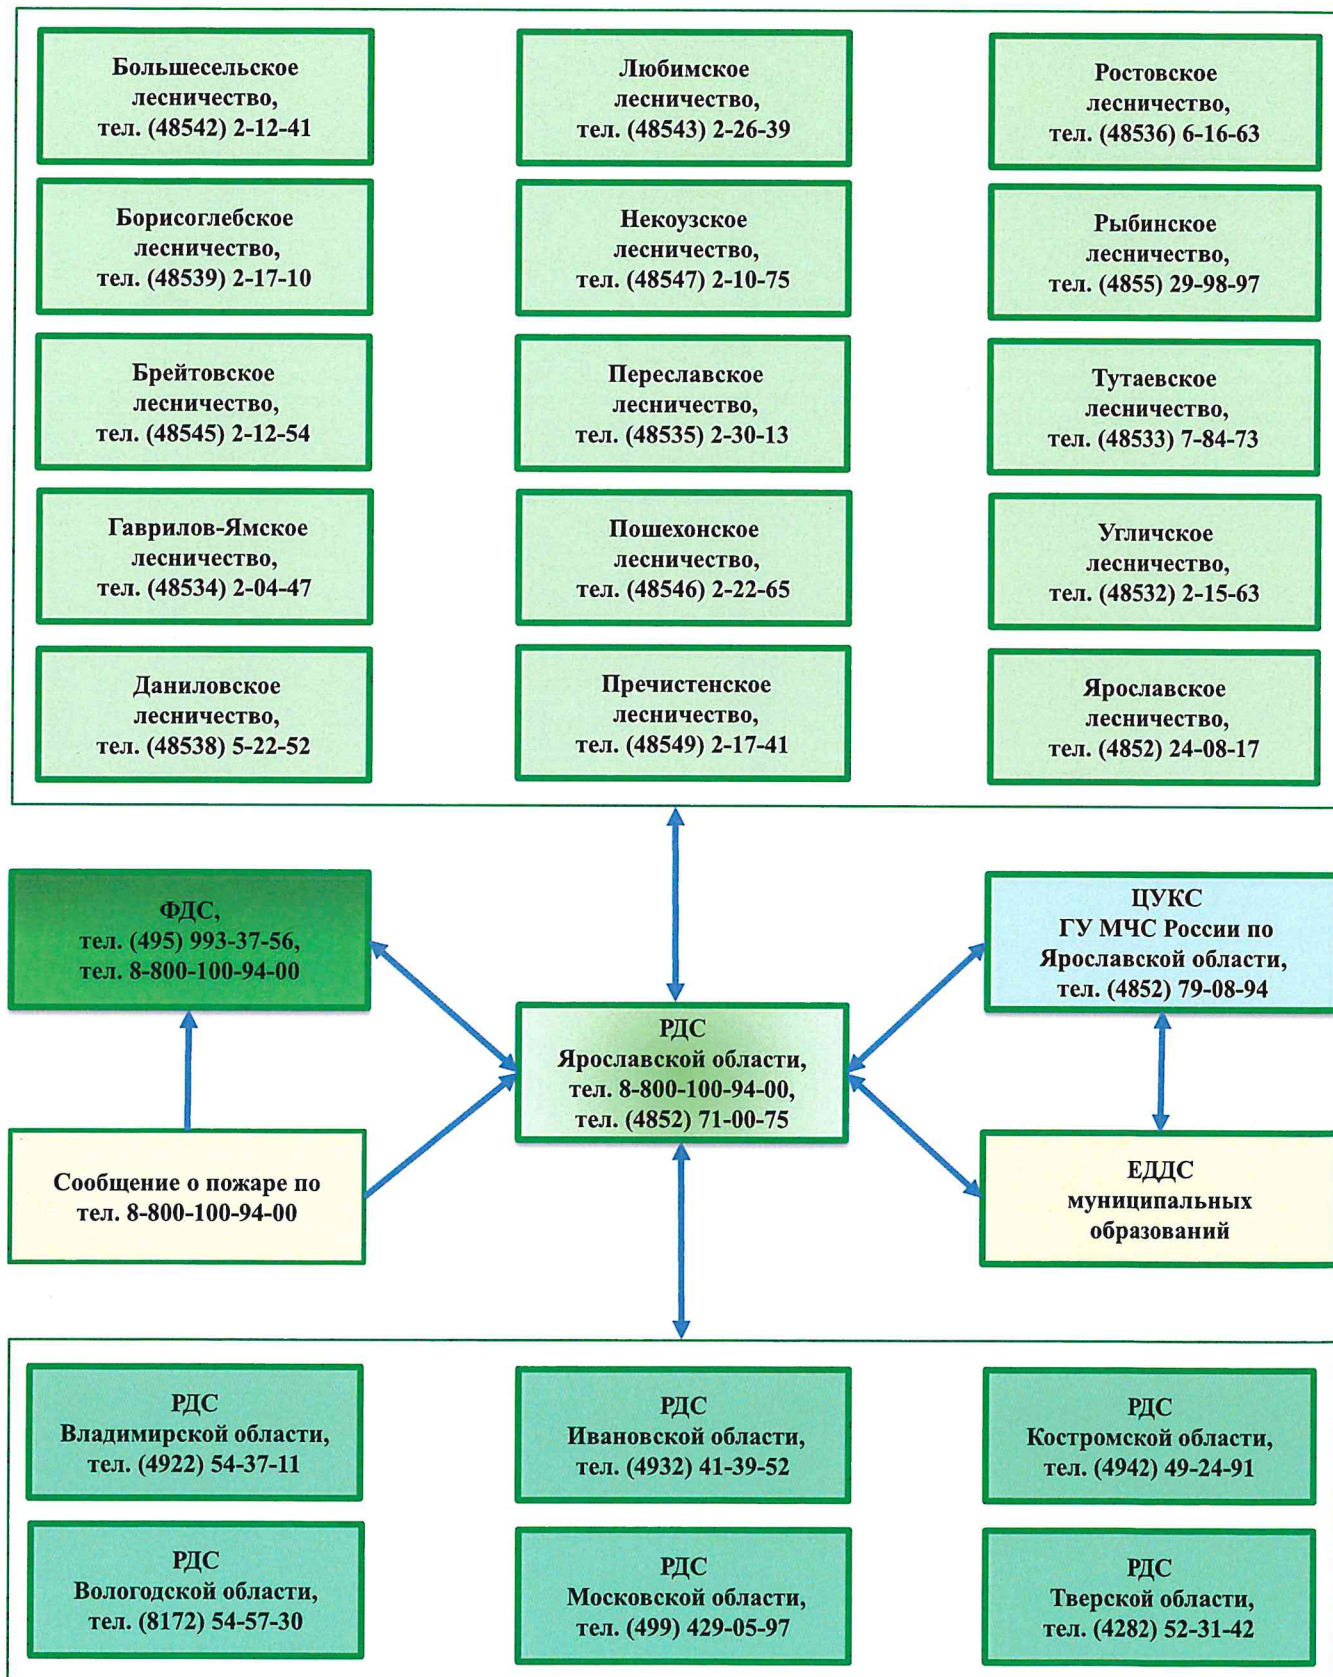 Большесельское
лесничество,
тел. (48542) 2-12-41
Любимское
лесничество,
тел. (48543) 2-26-39
Ростовское
лесничество,
тел. (48536) 6-16-63
Борисоглебское
лесничество,
тел. (48539) 2-17-10
Некоузское
лесничество,
тел. (48547) 2-10-75
Рыбинское
лесничество,
тел. (4855) 29-98-97
Брейтовское
лесничество,
тел. (48545) 2-12-54
Переславское
лесничество,
тел. (48535) 2-30-13
Тутаевское
лесничество,
тел. (48533) 7-84-73
Гаврилов-Ямское
лесничество,
тел. (48534) 2-04-47
Пошехонское
лесничество,
тел. (48546) 2-22-65
Угличское
лесничество,
тел. (48532) 2-15-63
Даниловское
лесничество,
тел. (48538) 5-22-52
Пречистенское
лесничество,
тел. (48549) 2-17-41
Ярославское
лесничество,
тел. (4852) 24-08-17
ФДС,
тел. (495) 993-37-56,
тел. 8-800-100-94-00
ЦУКС
ГУ МЧС России по
Ярославской области,
тел. (4852) 79-08-94
РДС
Ярославской области,
тел. 8-800-100-94-00,
тел. (4852) 71-00-75
Сообщение о пожаре по
тел. 8-800-100-94-00
ЕДДС
муниципальных
образований
РДС
Владимирской области,
тел. (4922) 54-37-11
РДС
Ивановской области,
тел. (4932) 41-39-52
РДС
Костромской области,
тел. (4942) 49-24-91
РДС
Вологодской области,
тел. (8172) 54-57-30
РДС
Московской области,
тел. (499) 429-05-97
РДС
Тверской области,
тел. (4282) 52-31-42